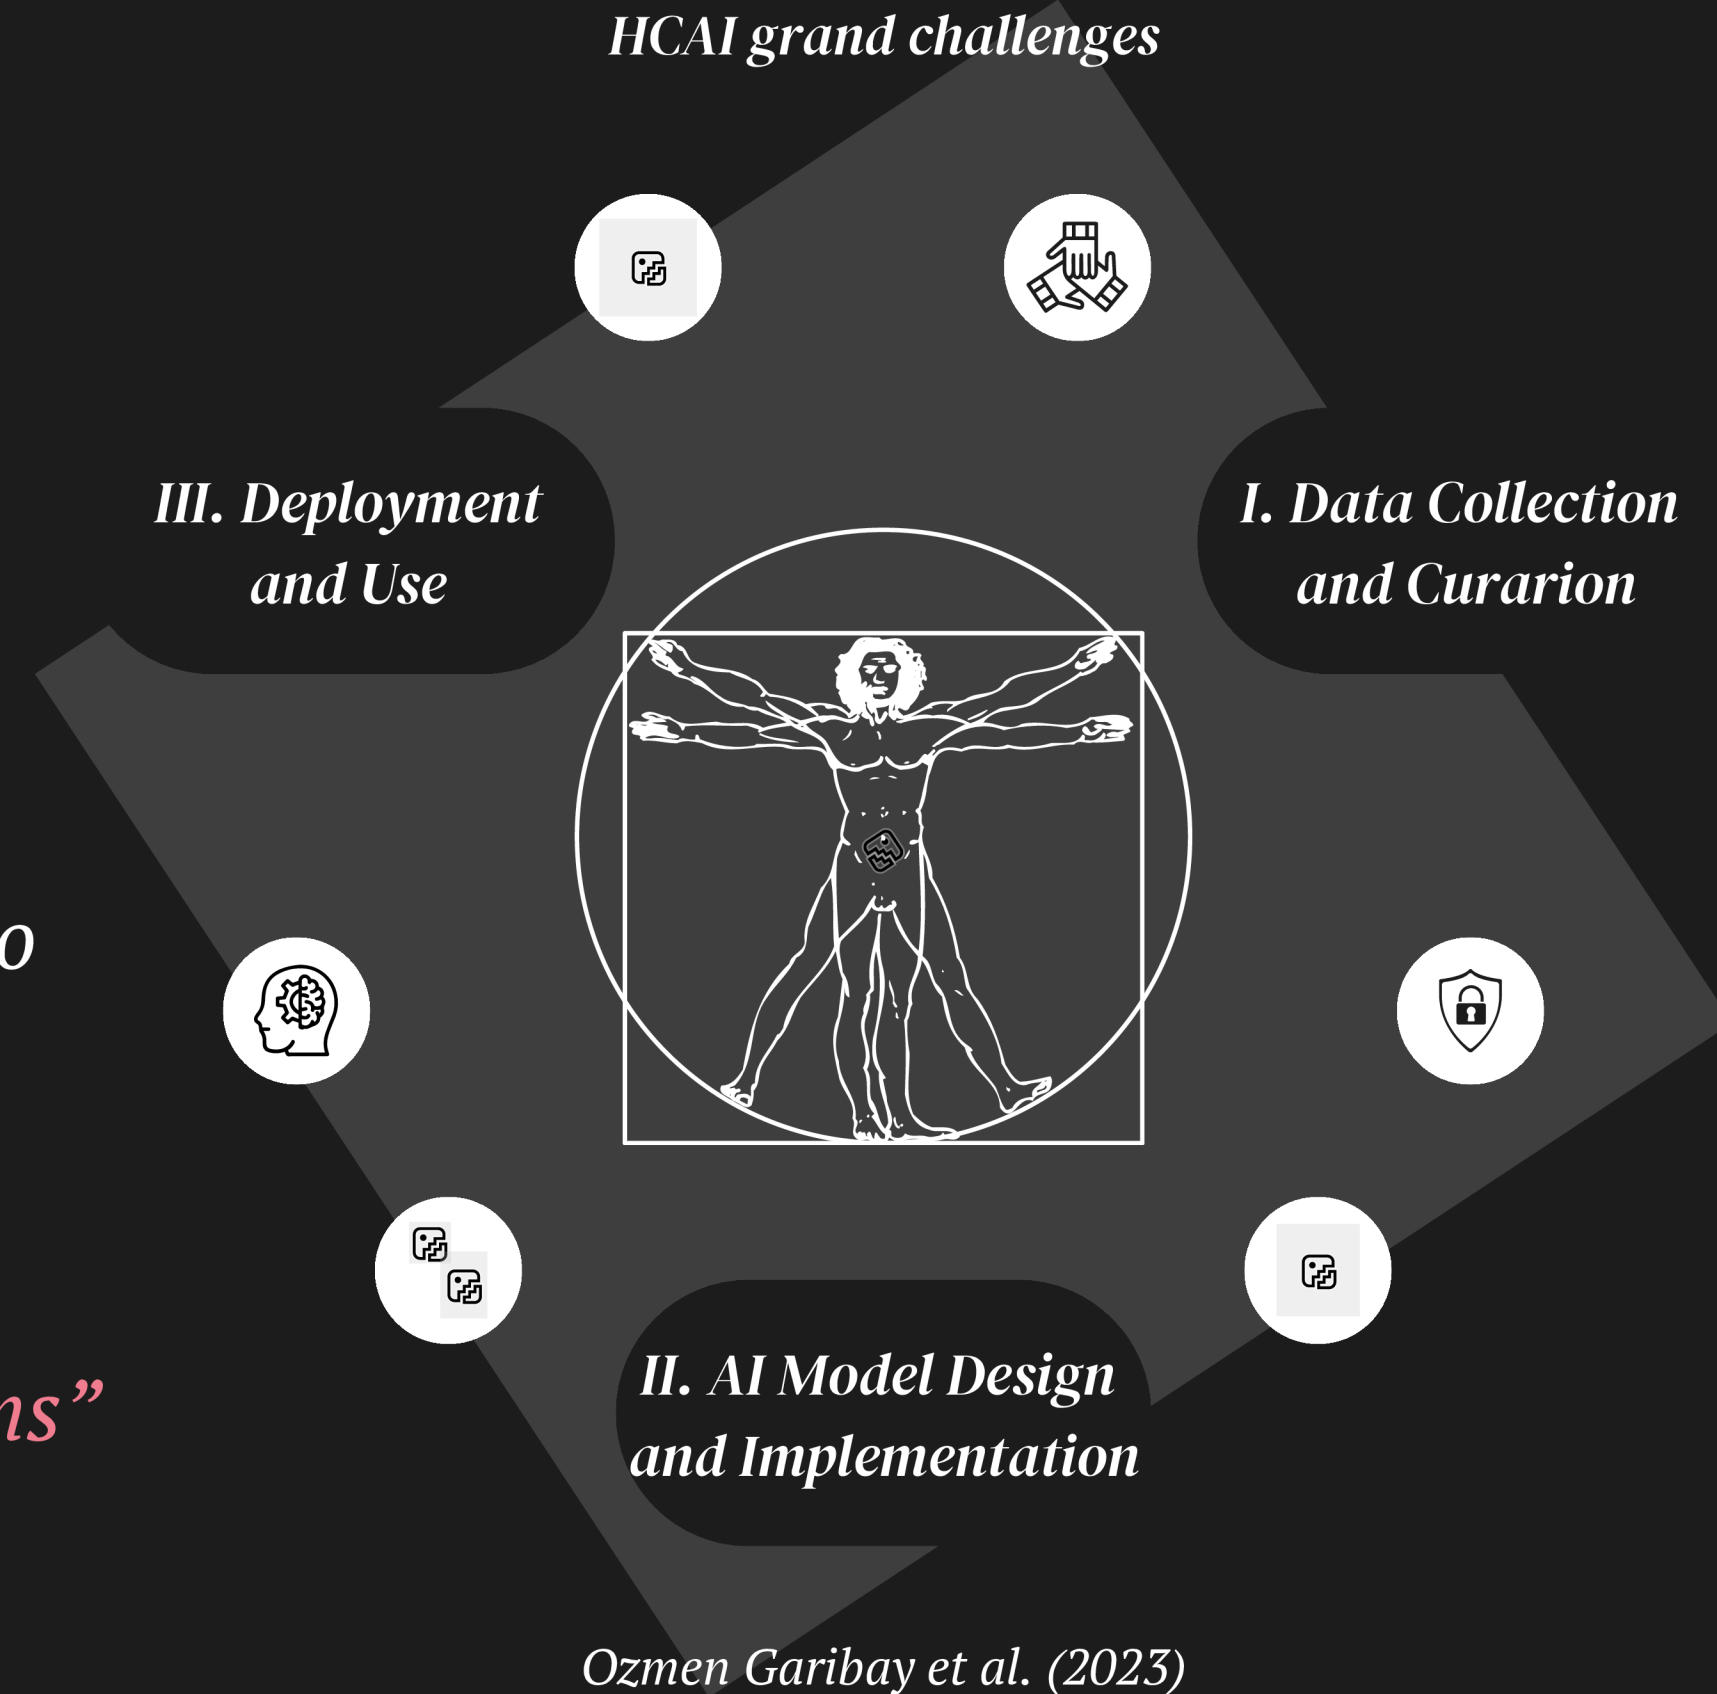 HCAI grand challenges
III. Deployment
and Use
I. Data Collection
and Curarion
II. AI Model Design
and Implementation
Ozmen Garibay et al. (2023)